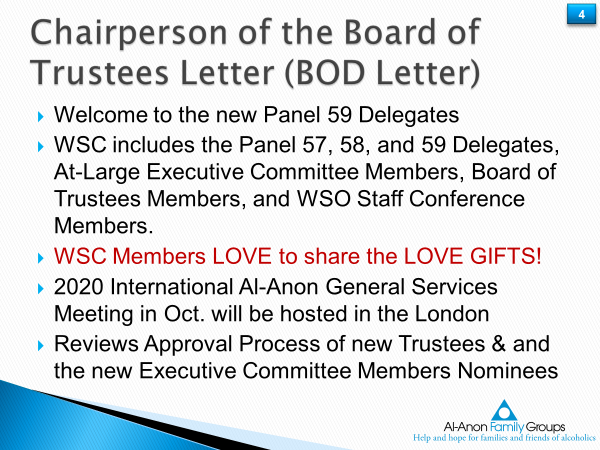 4
Chairperson of the Board of
Trustees Letter (BOD Letter)
Welcome to the new Panel 59 Delegates
WSC includes the Panel 57, 58, and 59 Delegates,
At-Large Executive Committee Members, Board of
Trustees Members, and WSO Staff Conference
Members.
WSC Members LOVE to share the LOVE GIFTS!
2020 International Al-Anon General Services
Meeting in Oct. will be hosted in the London
Reviews Approval Process of new Trustees & and
the new Executive Committee Members Nominees
Al-Anon Family Groups
Help and hope for families and friends of alcoholics